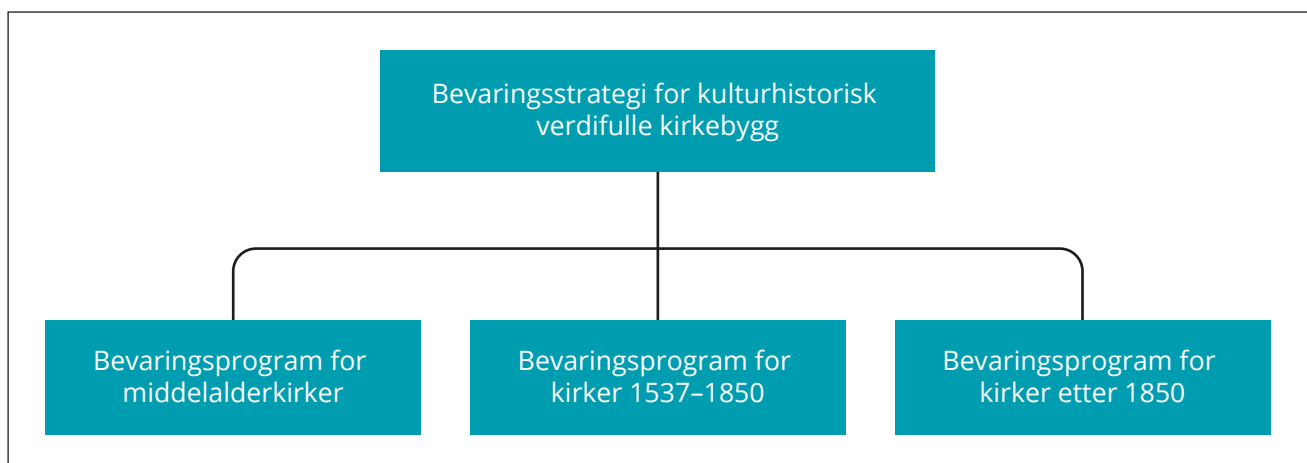 Bevaringsstrategi for kulturhistorisk
verdifulle kirkebygg
Bevaringsprogram for
middelalderkirker
Bevaringsprogram for
kirker 1537–1850
Bevaringsprogram for
kirker etter 1850